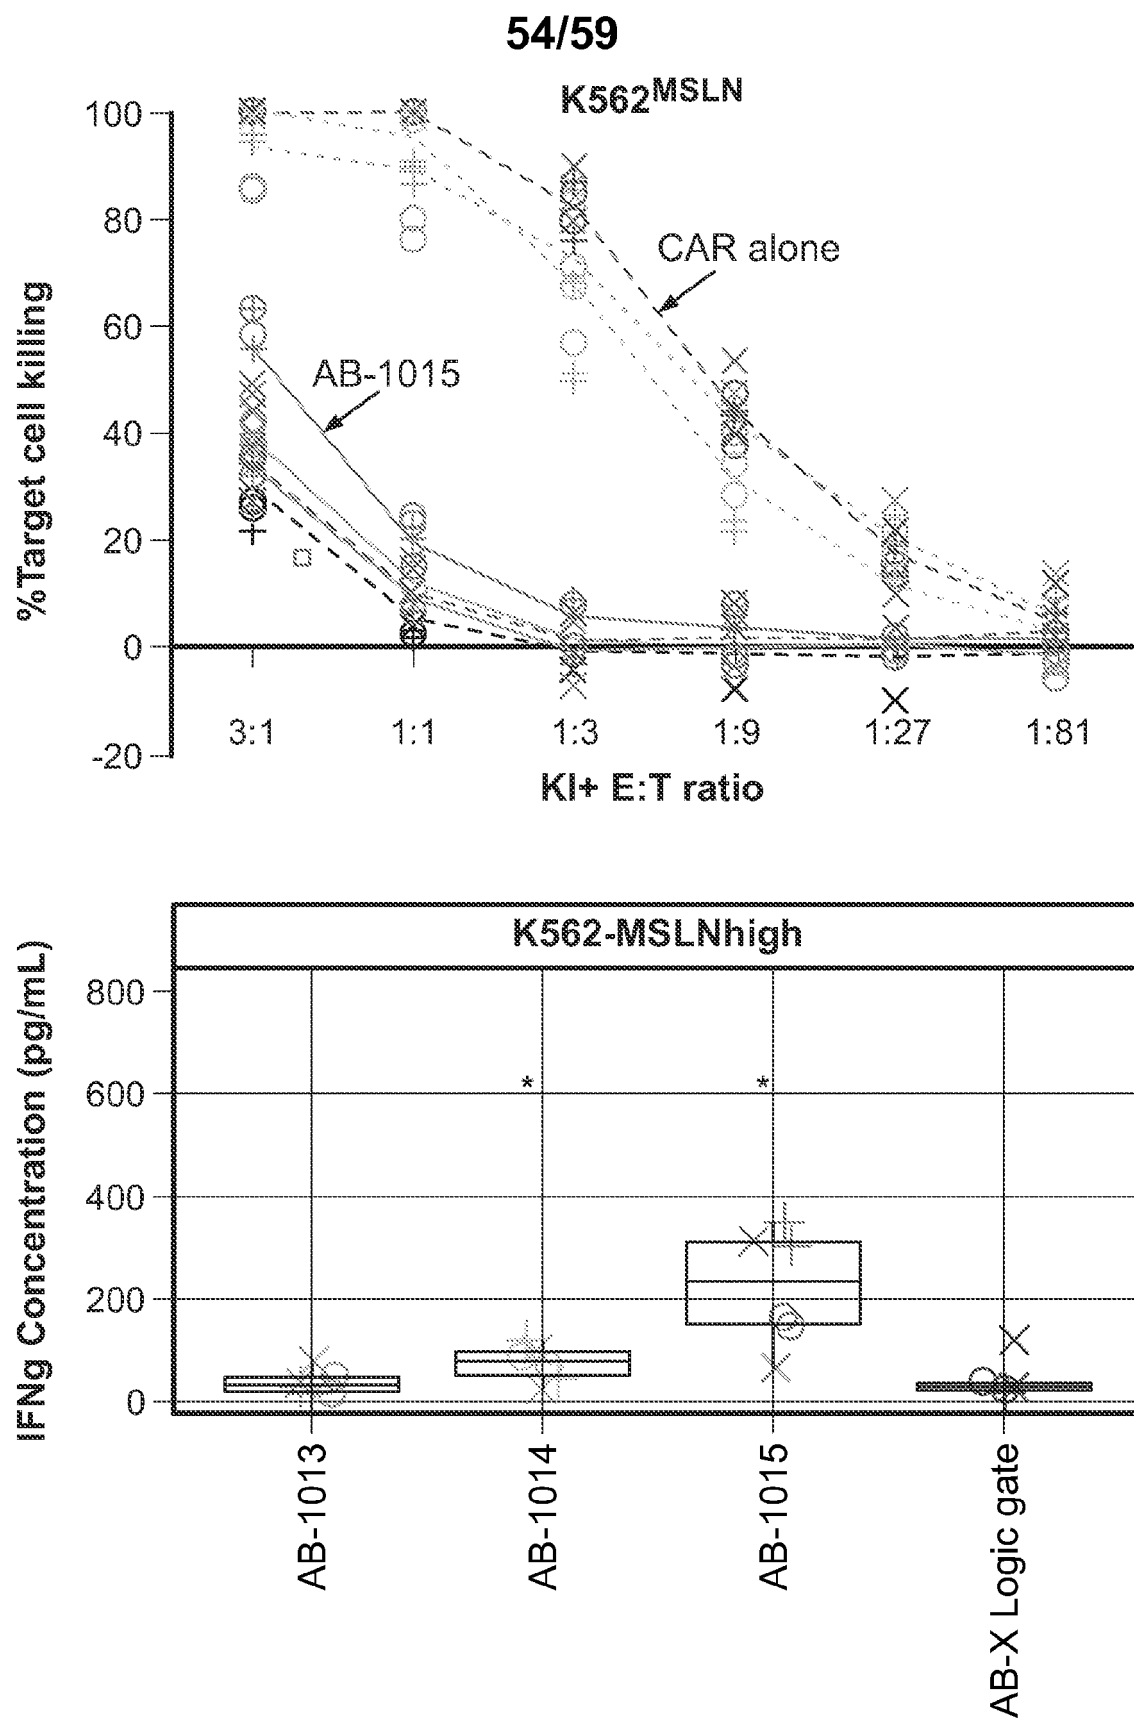 54/59
K562MSLN
100
80
60
40
20
0
-20
%Target cell killing
CAR alone
AB-1015
3:1 1:1 1:3 1:9 1:27 1:81
KI+ E:T ratio
K562-MSLNhigh
IFNg Concentration (pg/mL)
800
600
400
200
0
* *
AB-1013
AB-1014
AB-1015
AB-X Logic gate